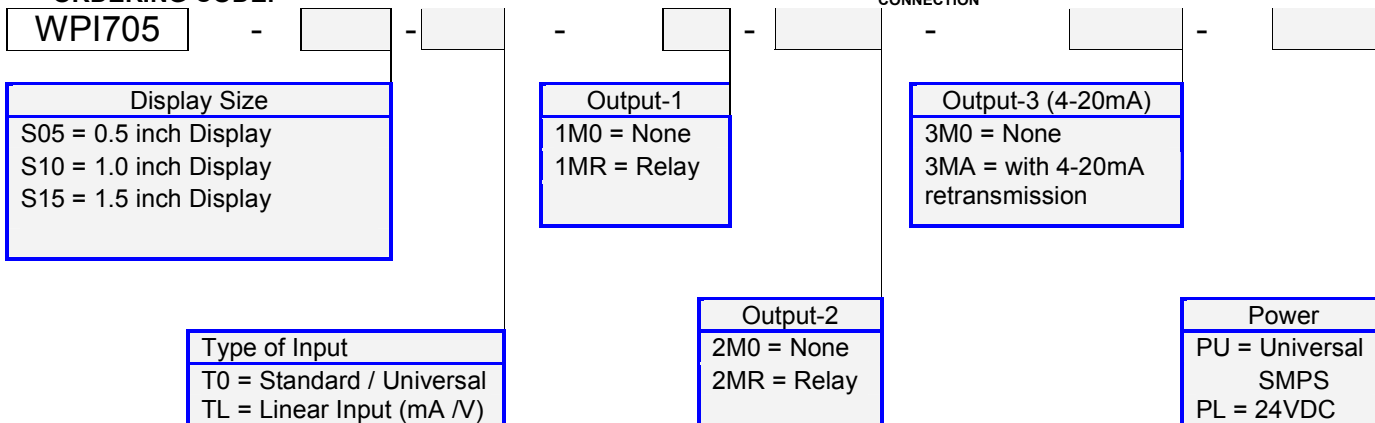 ORDERING CODE:
CONNECTION
WPI705 - - - - - -
Display Size
S05 = 0.5 inch Display
S10 = 1.0 inch Display
S15 = 1.5 inch Display
Output-1
1M0 = None
1MR = Relay
Output-3 (4-20mA)
3M0 = None
3MA = with 4-20mA
retransmission
Type of Input
T0 = Standard / Universal
TL = Linear Input (mA /V)
Output-2
2M0 = None
2MR = Relay
Power
PU = Universal
SMPS
PL = 24VDC